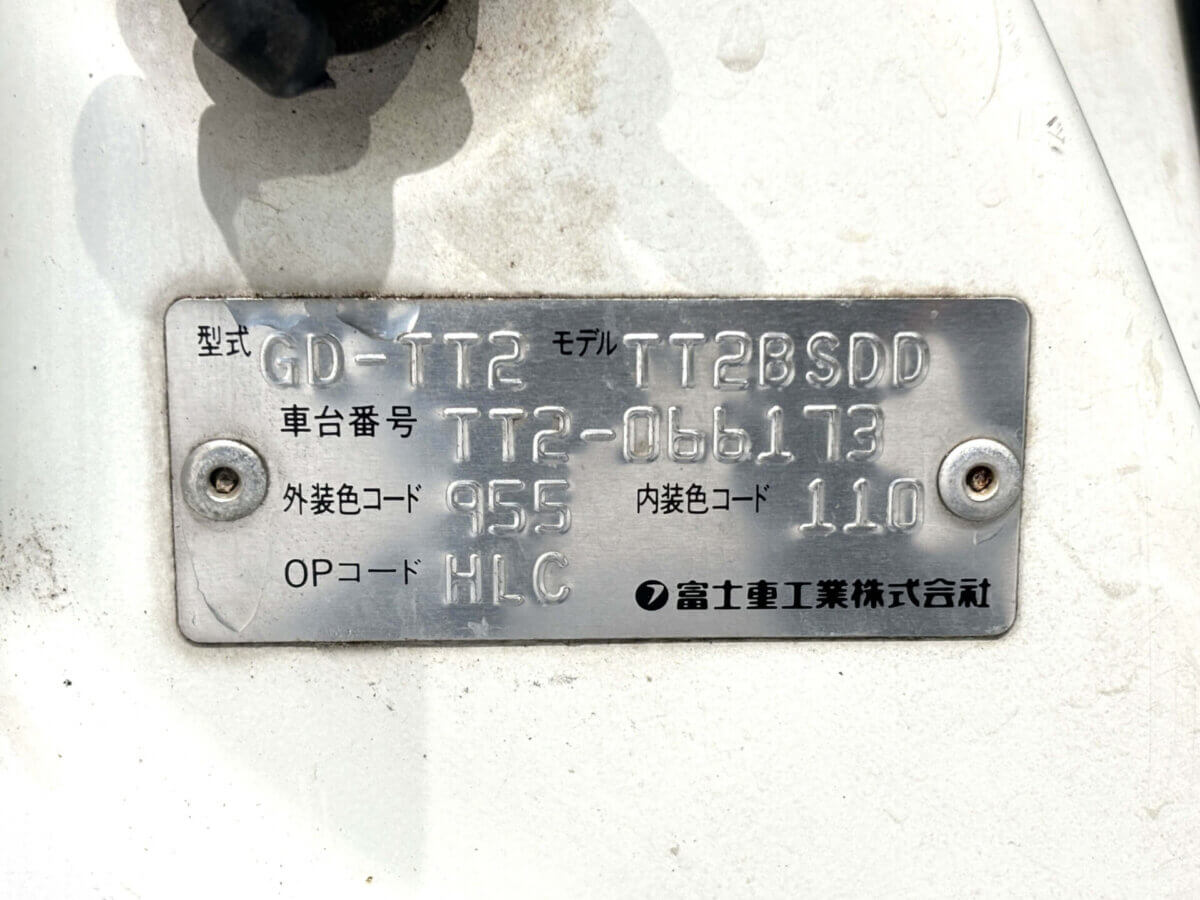 型式 GD-TT2 モデル TT2BSDD
車台番号 TT2-066173
外装色コード 955 内装色コード 110
OPコード HLC 富士重工業株式会社